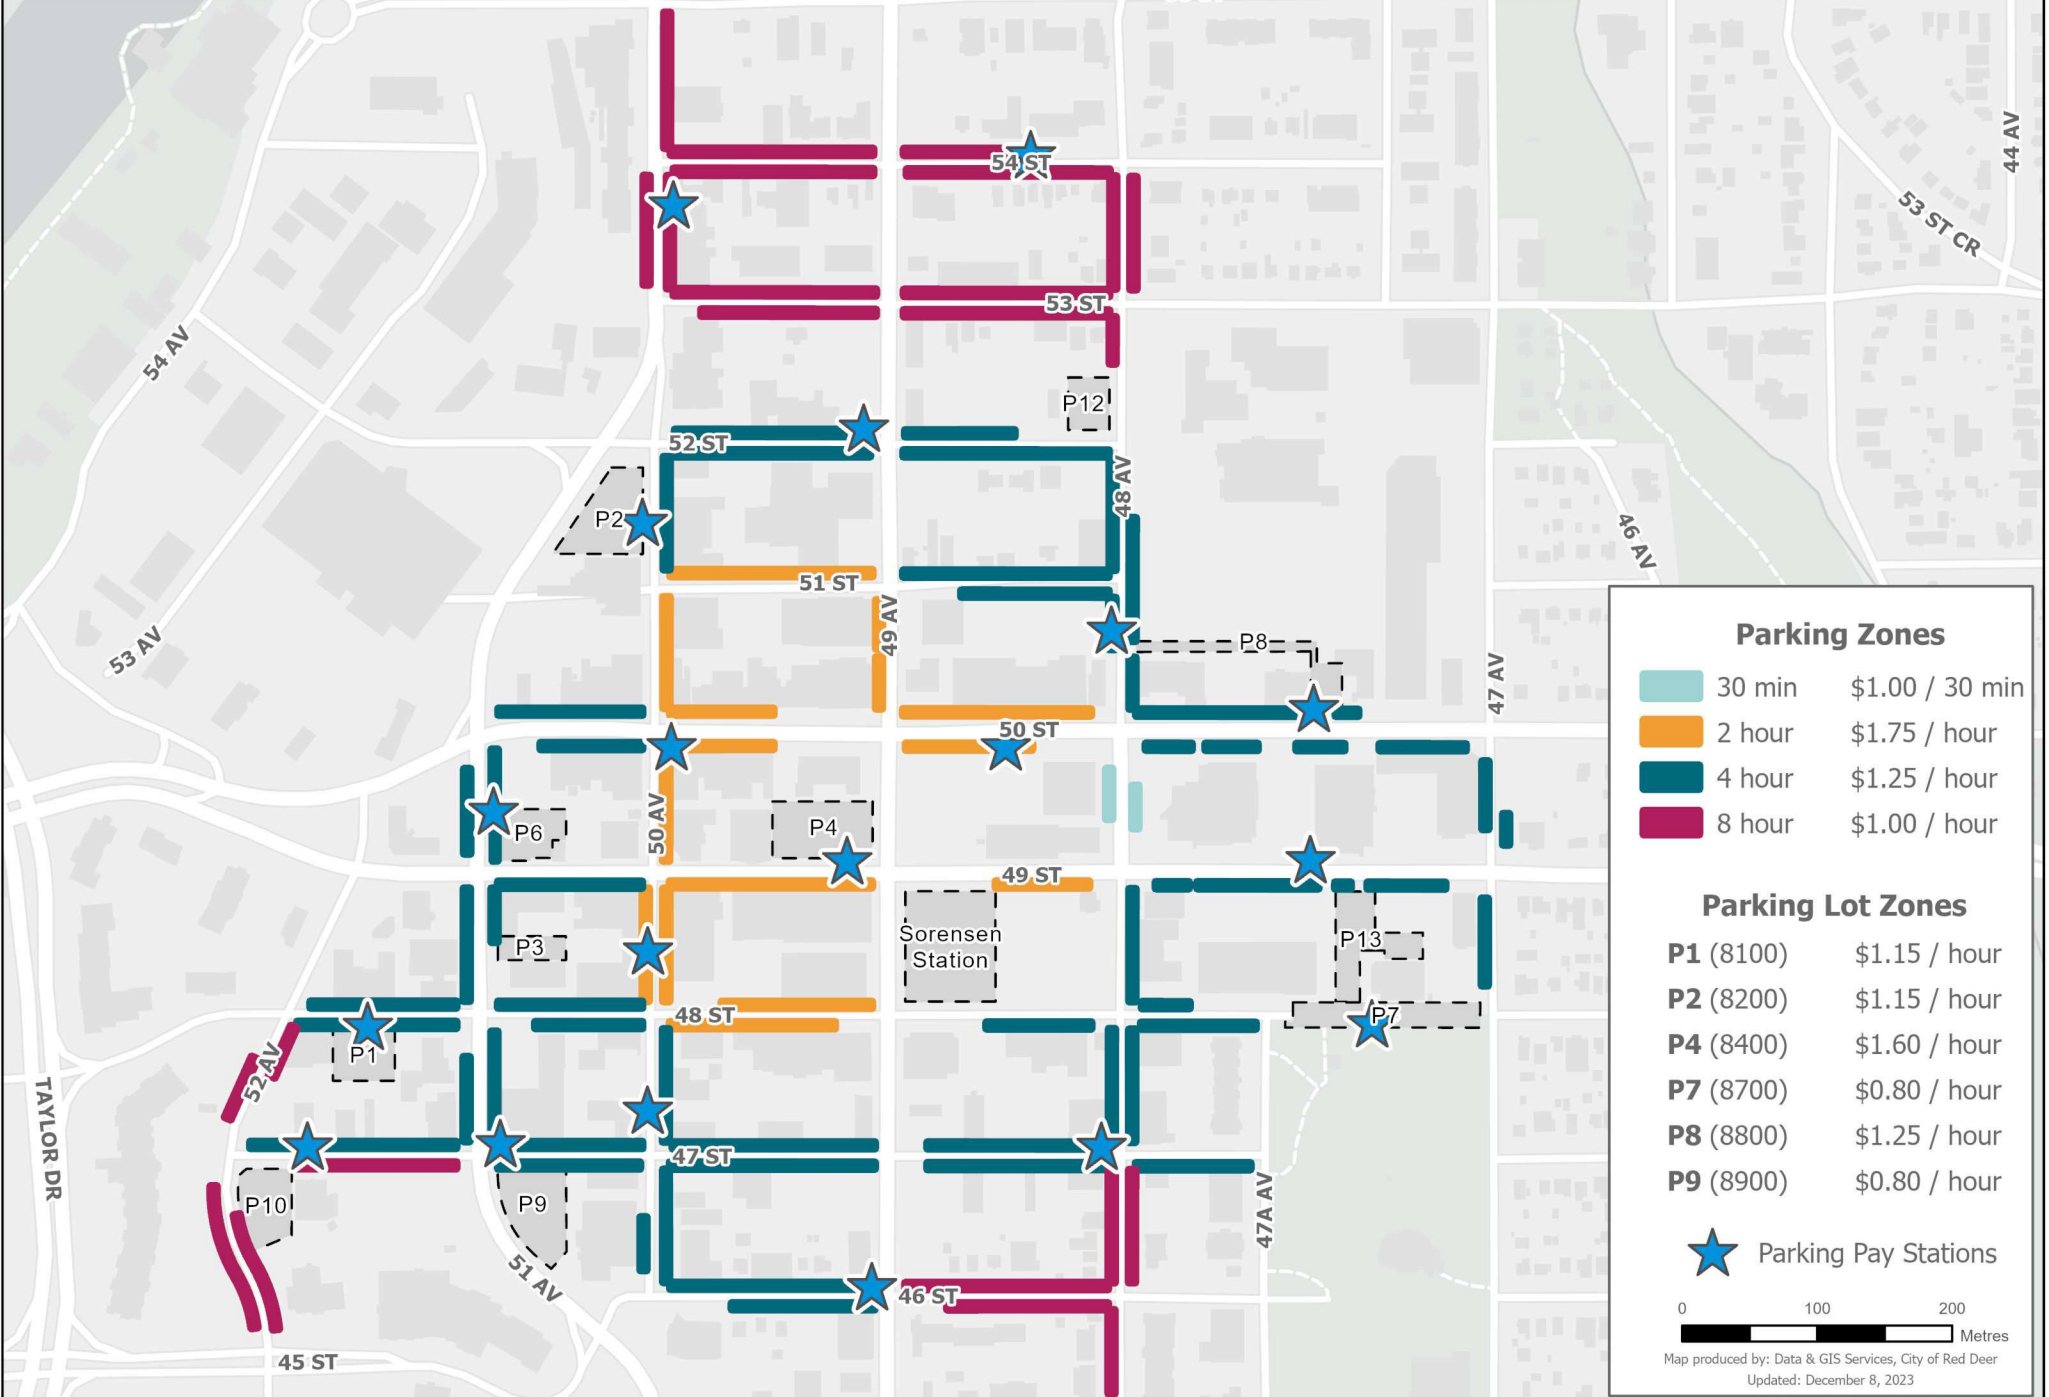 44 AV
54 ST
53 ST CR
53 ST
54 AV
P12
52 ST
48 AV
P2
46 AV
51 ST
49 AV
53 AV
P8
47 AV
50 ST
50 AV
P6
P4
49 ST
Sorensen
Station
P3
P13
48 ST
P7
P1
52 AV
TAYLOR DR
47 ST
P10
P9
47A AV
51 AV
46 ST
45 ST
Parking Zones
30 min $1.00 / 30 min
2 hour $1.75 / hour
4 hour $1.25 / hour
8 hour $1.00 / hour
Parking Lot Zones
P1 (8100) $1.15 / hour
P2 (8200) $1.15 / hour
P4 (8400) $1.60 / hour
P7 (8700) $0.80 / hour
P8 (8800) $1.25 / hour
P9 (8900) $0.80 / hour
Parking Pay Stations
0 100 200
Metres
Map produced by: Data & GIS Services, City of Red Deer
Updated: December 8, 2023